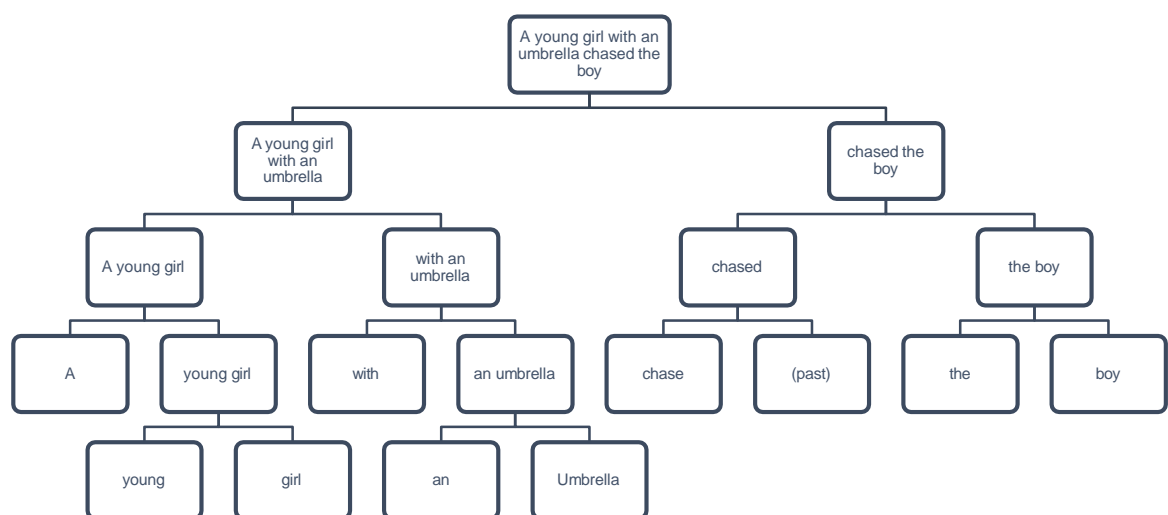 A young girl with an
umbrella chased the
boy
A young girl
with an
umbrella
chased the
boy
A young girl
with an
umbrella
chased
the boy
A
young girl
with
an umbrella
chase
(past)
the
boy
young
girl
an
Umbrella